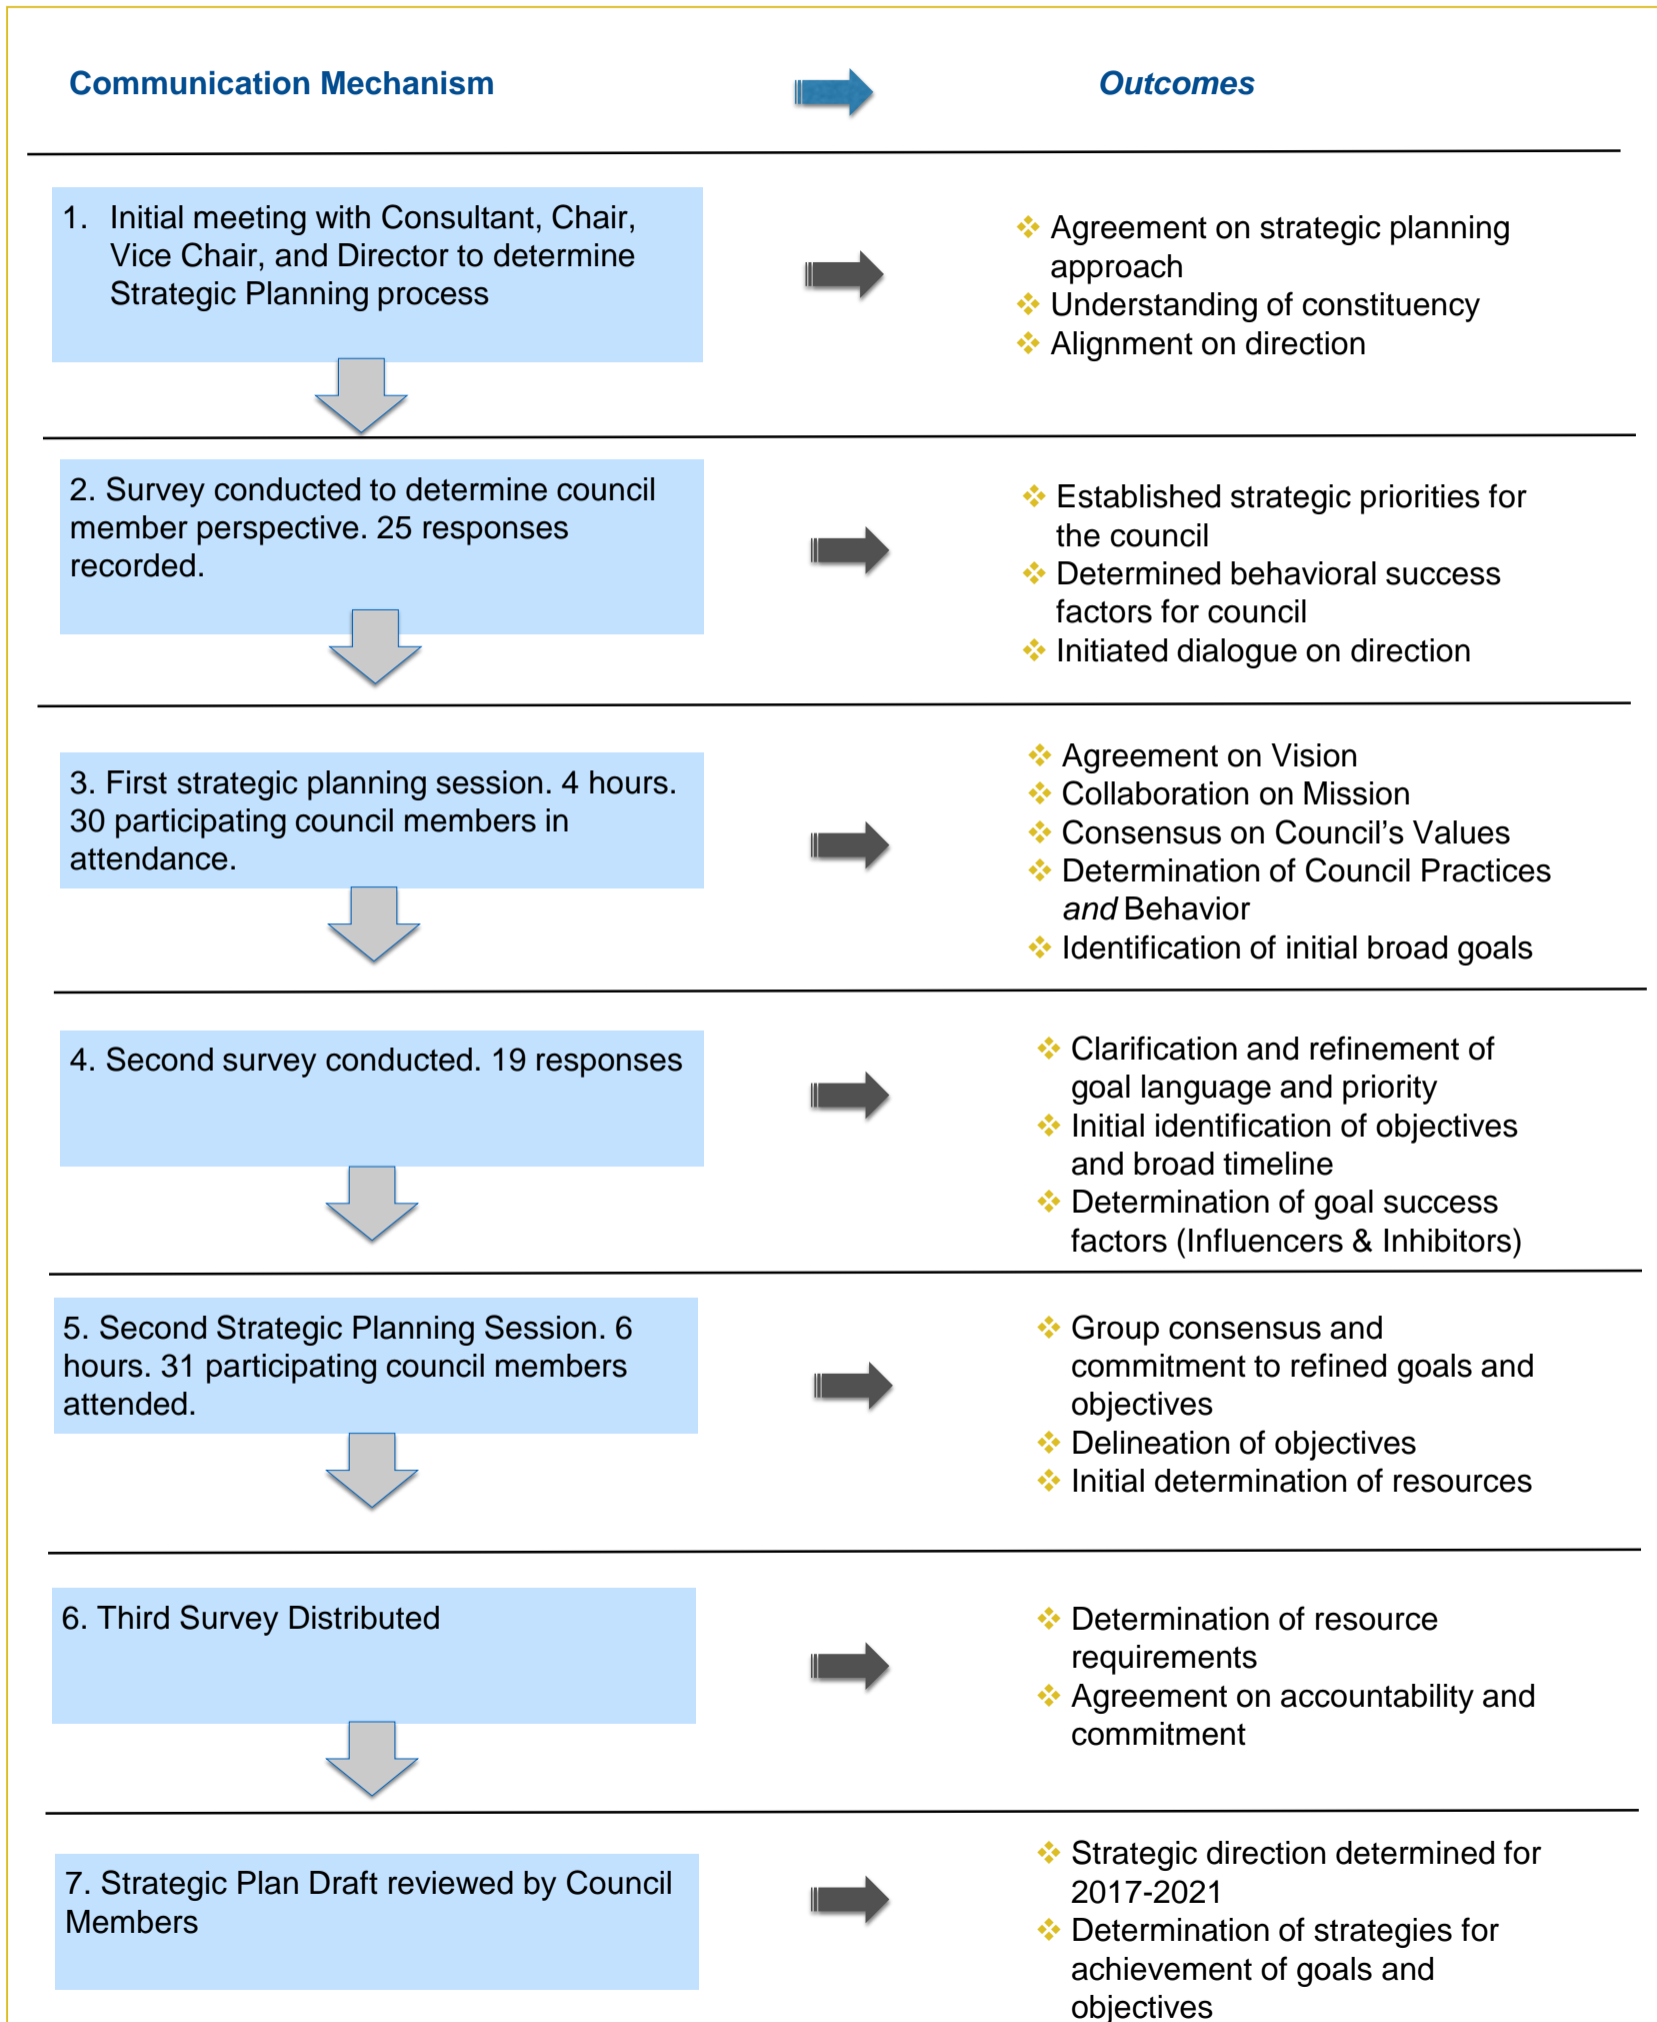 Communication Mechanism
Outcomes
1. Initial meeting with Consultant, Chair,
Vice Chair, and Director to determine
Strategic Planning process
❖ Agreement on strategic planning
approach
❖ Understanding of constituency
❖ Alignment on direction
2. Survey conducted to determine council
member perspective. 25 responses
recorded.
❖ Established strategic priorities for
the council
❖ Determined behavioral success
factors for council
❖ Initiated dialogue on direction
3. First strategic planning session. 4 hours.
30 participating council members in
attendance.
❖ Agreement on Vision
❖ Collaboration on Mission
❖ Consensus on Council’s Values
❖ Determination of Council Practices
and Behavior
❖ Identification of initial broad goals
4. Second survey conducted. 19 responses
❖ Clarification and refinement of
goal language and priority
❖ Initial identification of objectives
and broad timeline
❖ Determination of goal success
factors (Influencers & Inhibitors)
5. Second Strategic Planning Session. 6
hours. 31 participating council members
attended.
❖ Group consensus and
commitment to refined goals and
objectives
❖ Delineation of objectives
❖ Initial determination of resources
6. Third Survey Distributed
❖ Determination of resource
requirements
❖ Agreement on accountability and
commitment
7. Strategic Plan Draft reviewed by Council
Members
❖ Strategic direction determined for
2017-2021
❖ Determination of strategies for
achievement of goals and
objectives